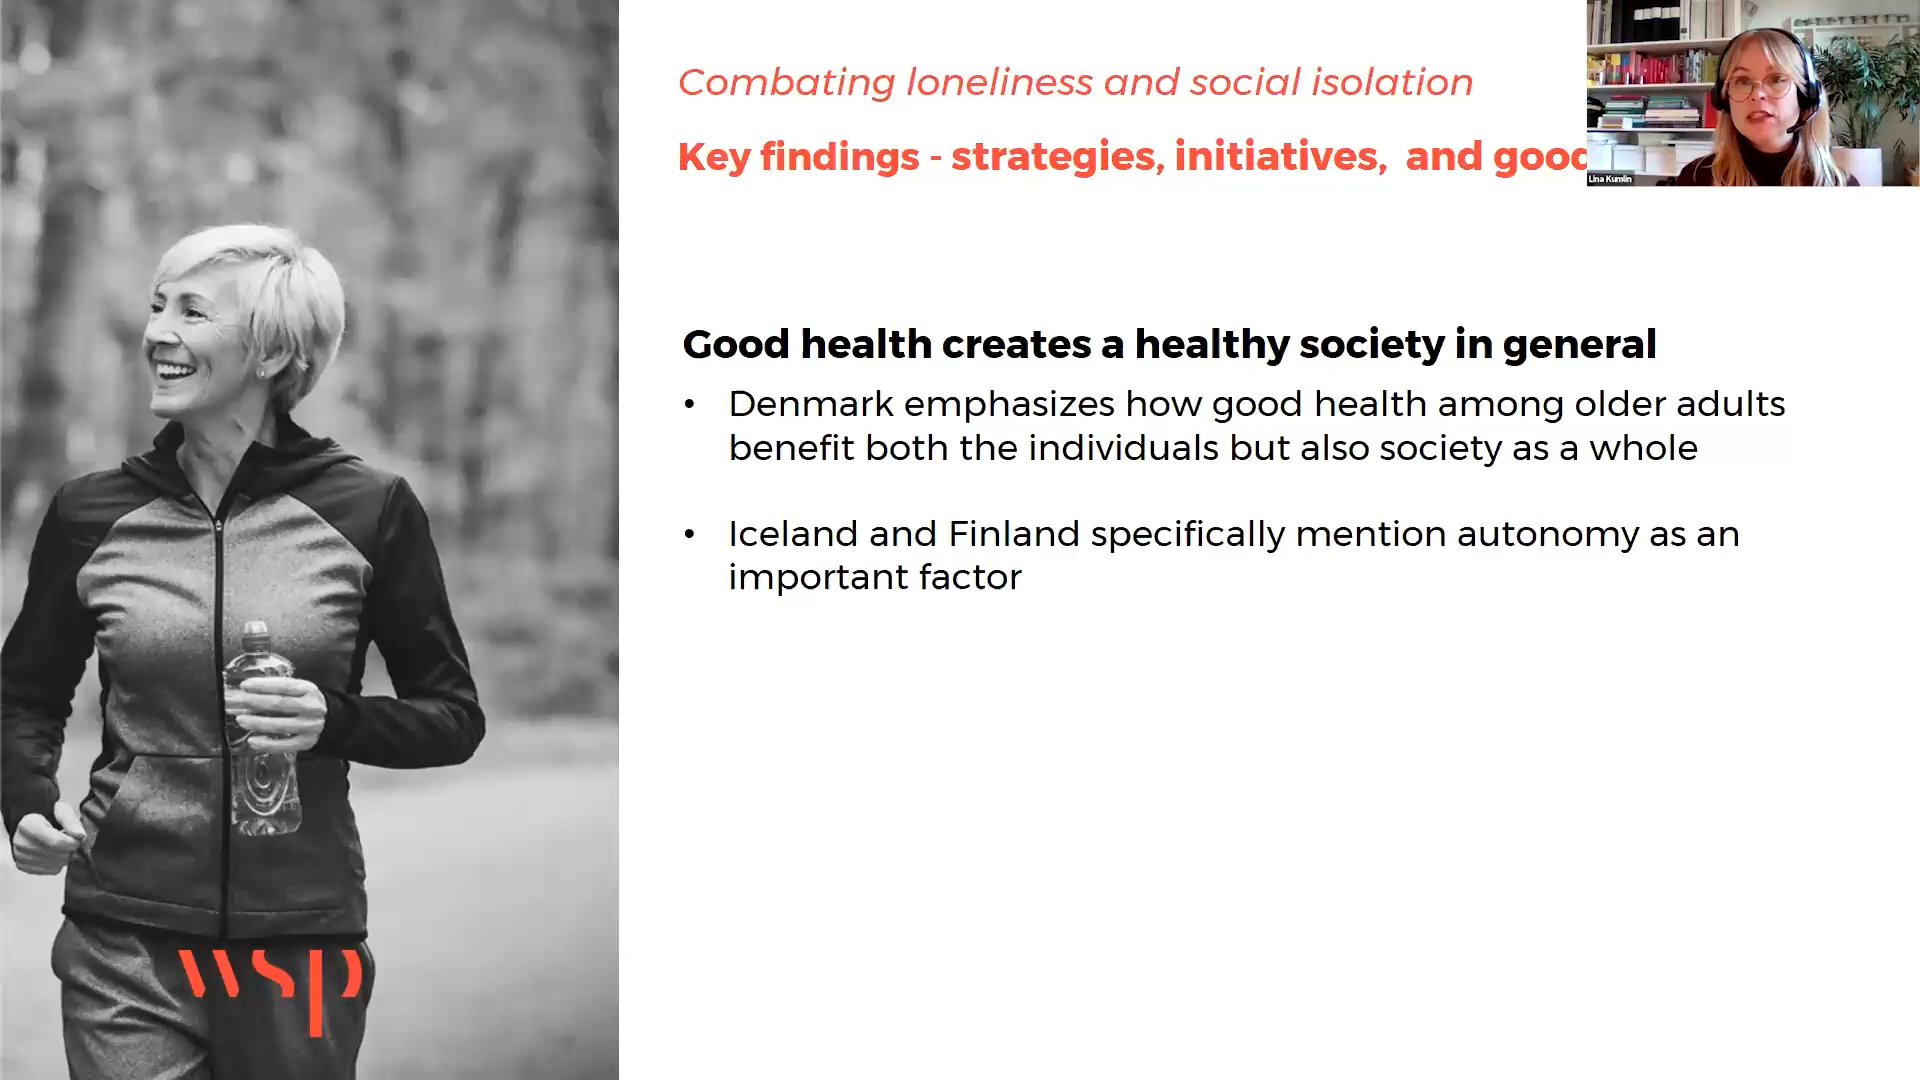 Combating loneliness and social isolation
Key findings - strategies, initiatives, and good
Lina Kumlin
Good health creates a healthy society in general
• Denmark emphasizes how good health among older adults
benefit both the individuals but also society as a whole
• Iceland and Finland specifically mention autonomy as an
important factor
wsp